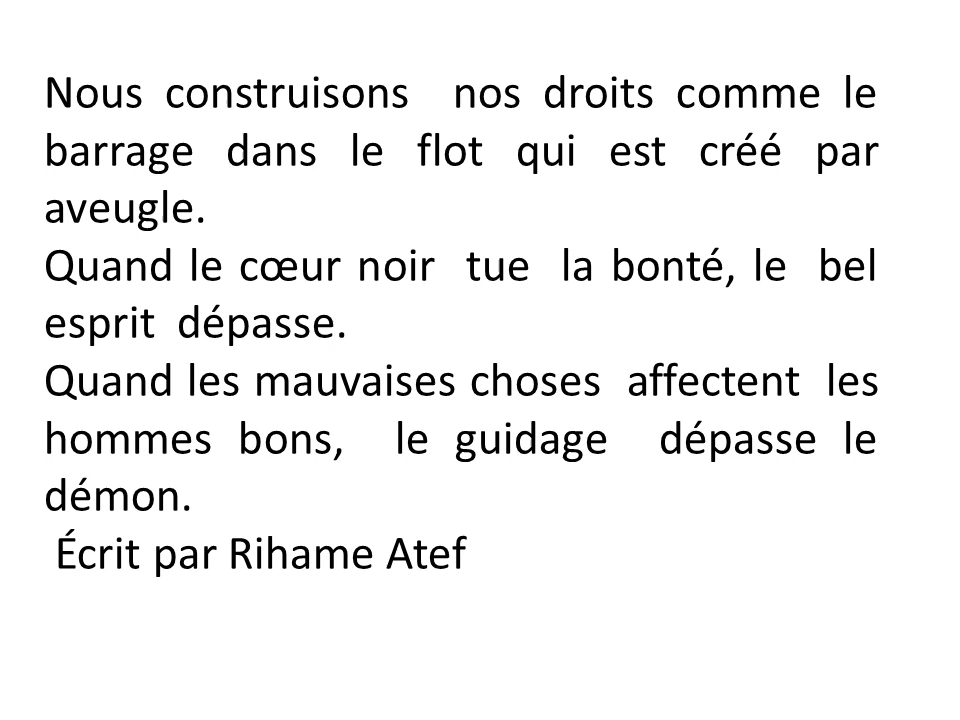 Nous construisons nos droits comme le
barrage dans le flot qui est créé par
aveugle.
Quand le cœur noir tue la bonté, le bel
esprit dépasse.
Quand les mauvaises choses affectent les
hommes bons, le guidage dépasse le
démon.
Écrit par Rihame Atef